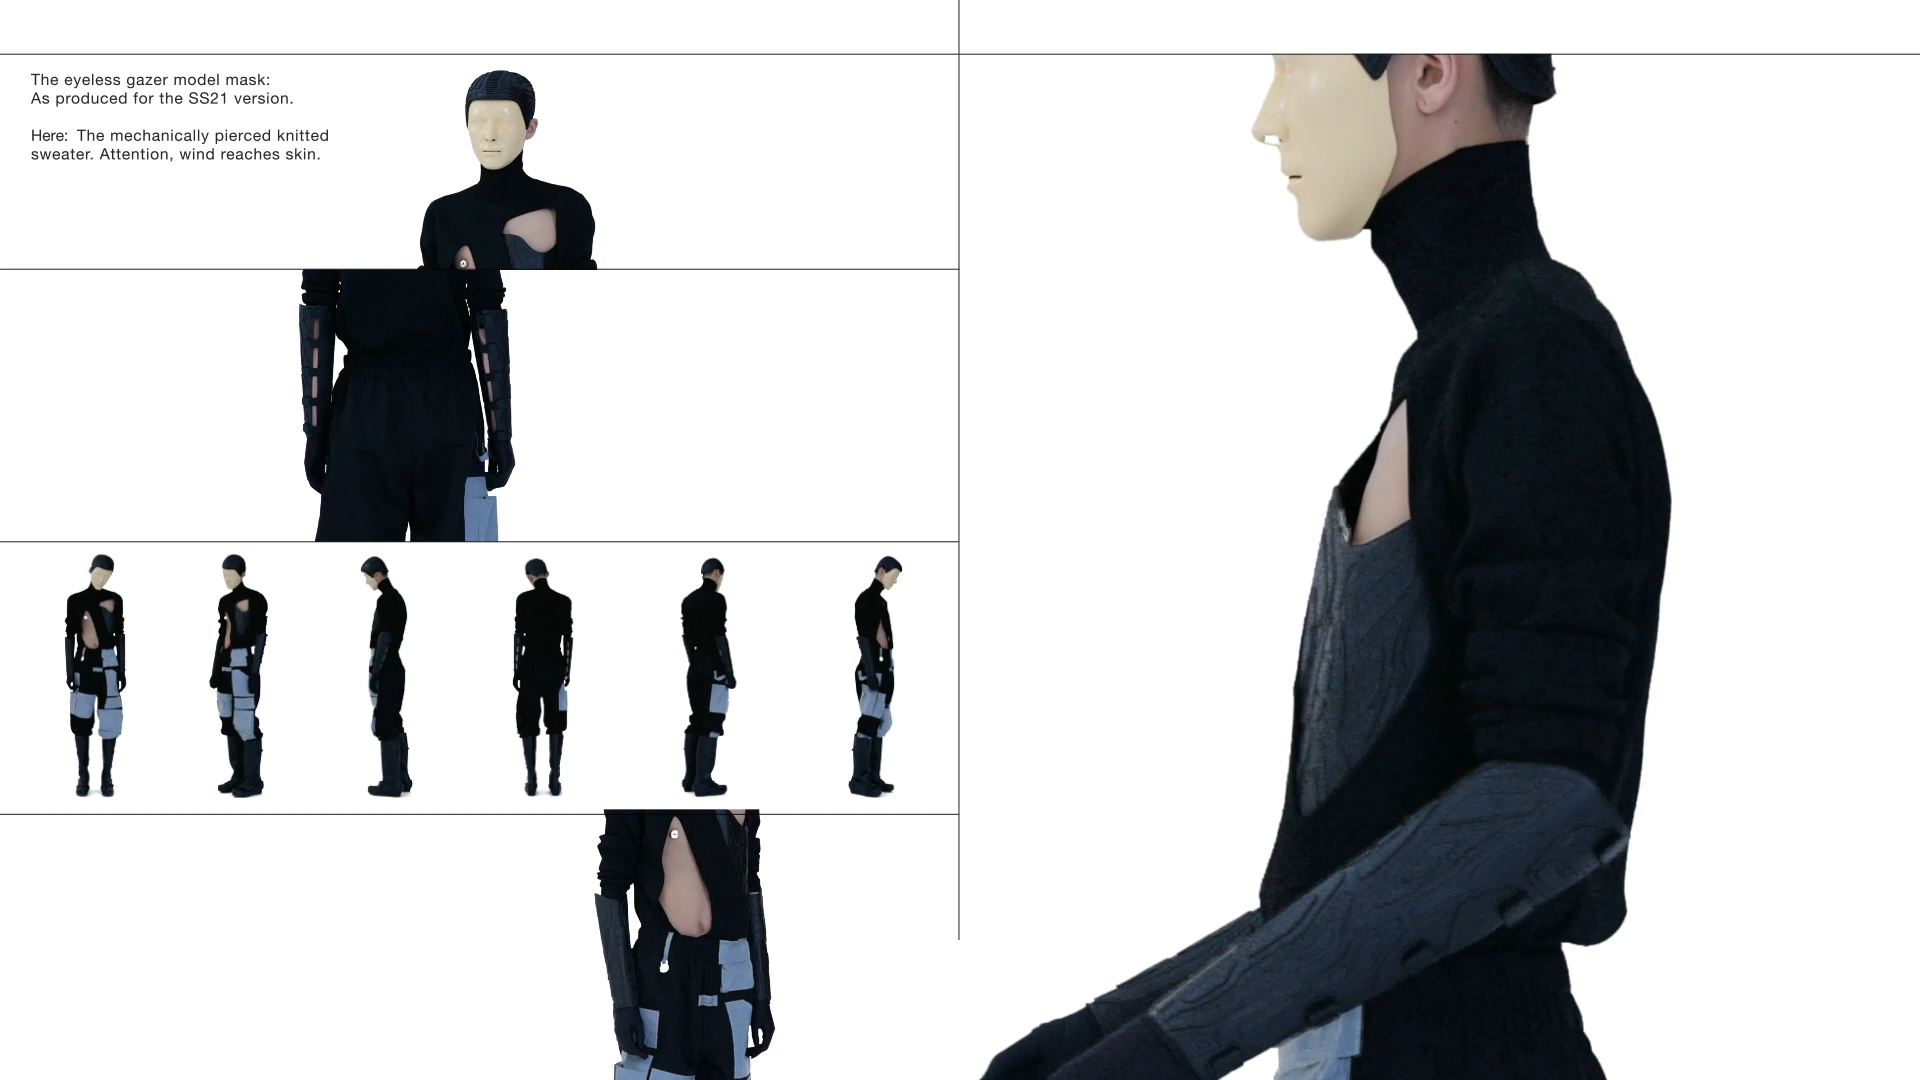 The eyeless gazer model mask:
As produced for the SS21 version.
Here: The mechanically pierced knitted
sweater. Attention, wind reaches skin.